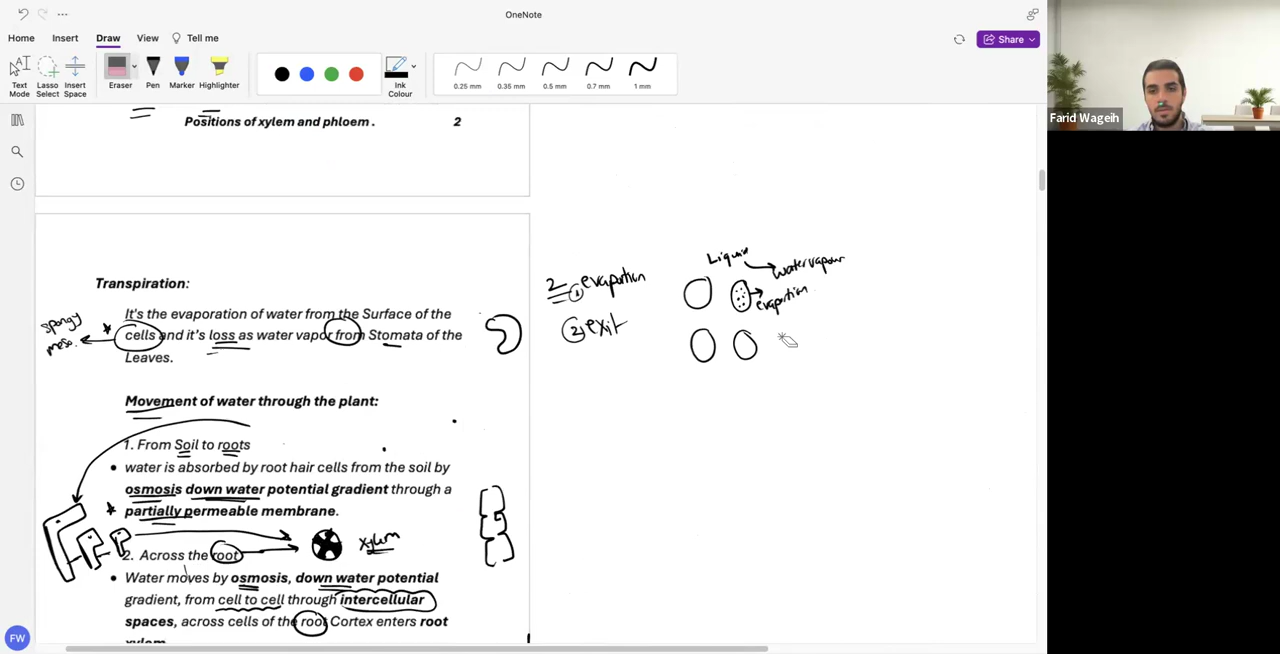 OneNote
Home Insert Draw View Tell me
Share
Text Mode
Lasso Select
Insert Space
Eraser
Pen
Marker
Highlighter
Ink Colour
0.25 mm 0.35 mm 0.5 mm 0.7 mm 1 mm
Farid Wageih
Positions of xylem and phloem . 2
Transpiration:
It's the evaporation of water from the Surface of the
cells and it's loss as water vapor from Stomata of the
Leaves.
spongy
meso.
2 ① evaportion
② exit
Liquid
water vapour
evaportion
Movement of water through the plant:
1. From Soil to roots
• water is absorbed by root hair cells from the soil by
osmosis down water potential gradient through a
partially permeable membrane.
xylem
2. Across the root
• Water moves by osmosis, down water potential
gradient, from cell to cell through intercellular
spaces, across cells of the root Cortex enters root
xylem
FW